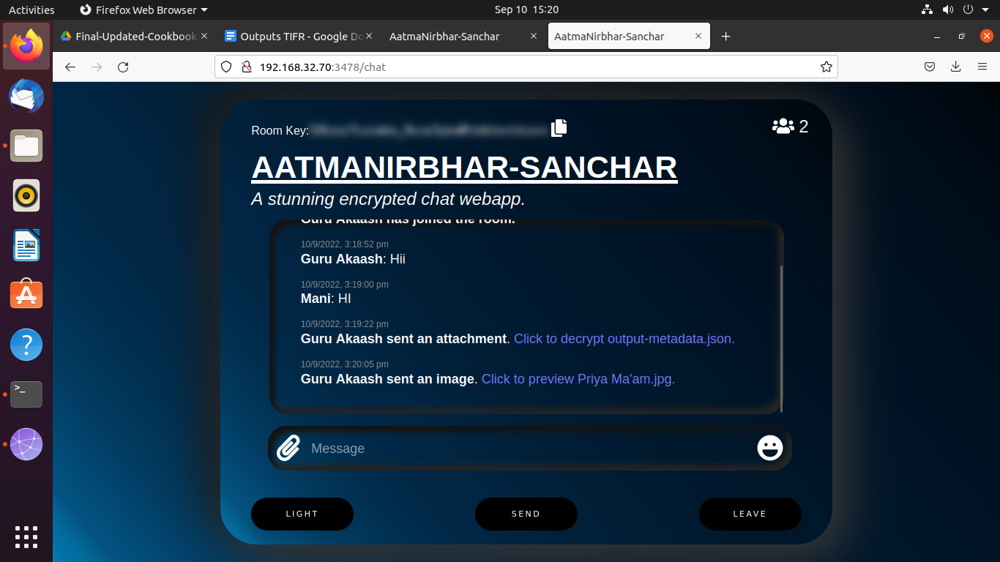 Activities
Firefox Web Browser
Sep 10 15:20
Final-Updated-Cookbook
Outputs TIFR - Google Do
AatmaNirbhar-Sanchar
AatmaNirbhar-Sanchar
192.168.32.70:3478/chat
Room Key:
2
AATMANIRBHAR-SANCHAR
A stunning encrypted chat webapp.
Guru Akaash has joined the room.
10/9/2022, 3:18:52 pm
Guru Akaash: Hii
10/9/2022, 3:19:00 pm
Mani: HI
10/9/2022, 3:19:22 pm
Guru Akaash sent an attachment. Click to decrypt output-metadata.json.
10/9/2022, 3:20:05 pm
Guru Akaash sent an image. Click to preview Priya Ma'am.jpg.
Message
LIGHT
SEND
LEAVE